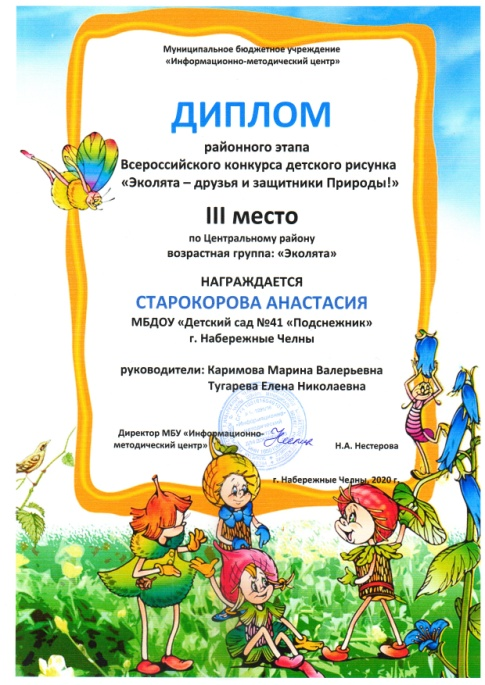 Муниципальное бюджетное учреждение
«Информационно-методический центр»
ДИПЛОМ
районного этапа
Всероссийского конкурса детского рисунка
«Эколята – друзья и защитники Природы!»
III место
по Центральному району
возрастная группа: «Эколята»
НАГРАЖДАЕТСЯ
СТАРОКОРОВА АНАСТАСИЯ
МБДОУ «Детский сад №41 «Подснежник»
г. Набережные Челны
руководители: Каримова Марина Валерьевна
Тугарева Елена Николаевна
Директор МБУ «Информационно-
методический центр»
Н.А. Нестерова
г. Набережные Челны, 2020 г.